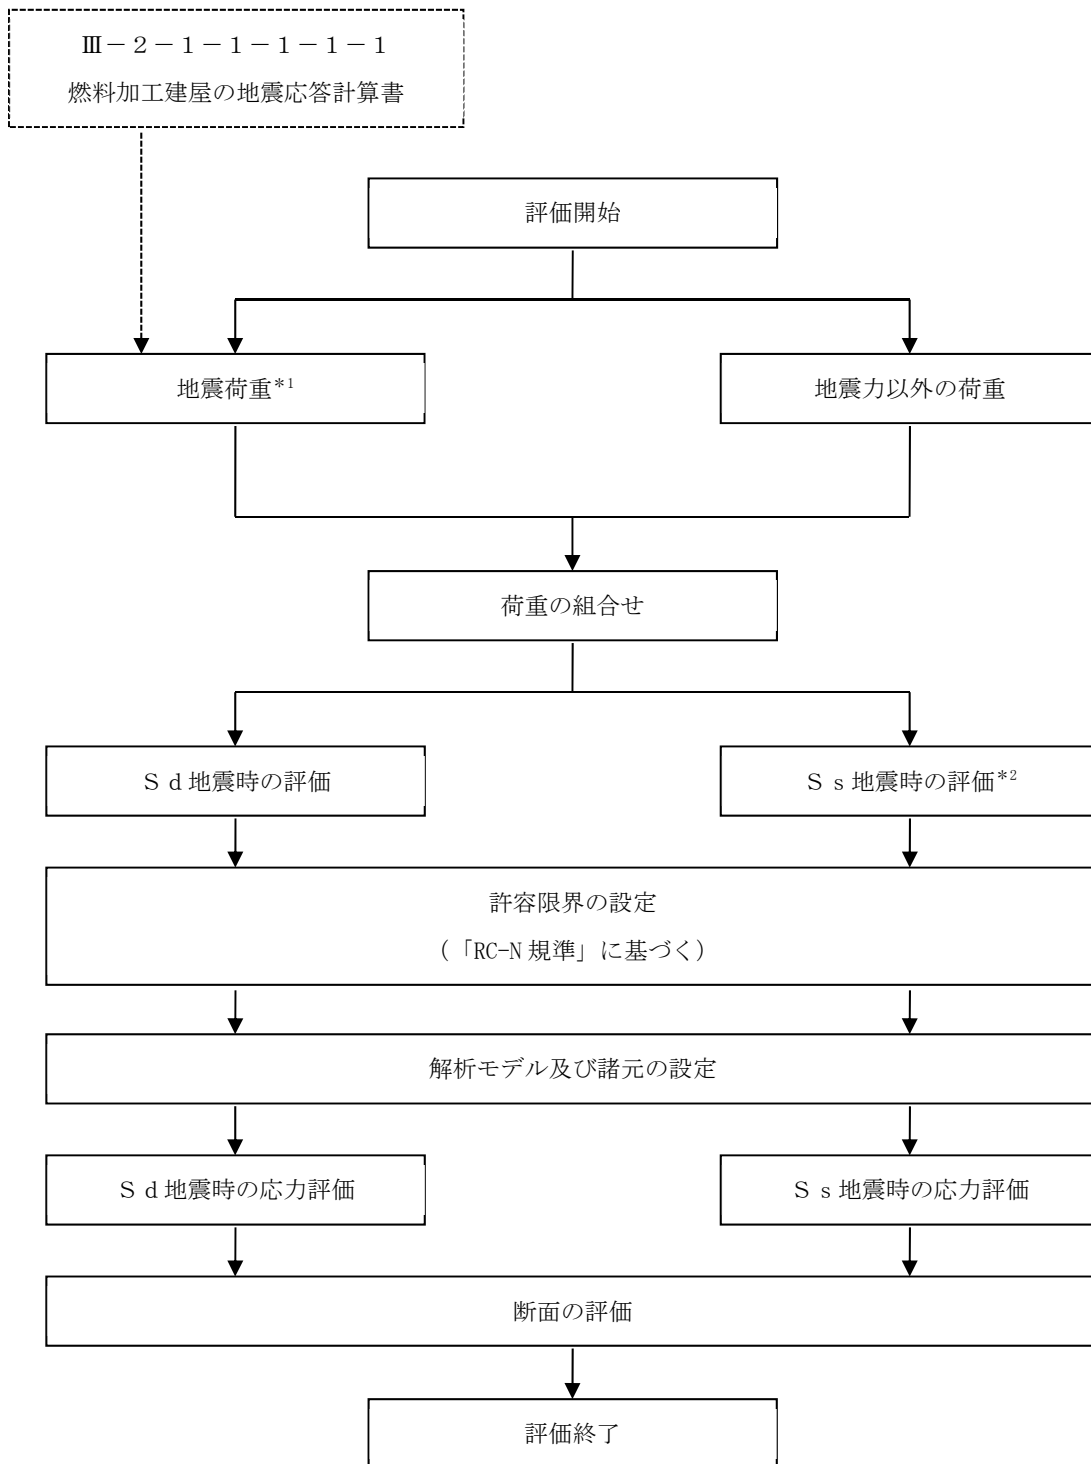 Ⅲ－２－１－１－１－１－１
燃料加工建屋の地震応答計算書
評価開始
地震荷重*1
地震力以外の荷重
荷重の組合せ
Ｓｄ地震時の評価
Ｓｓ地震時の評価*2
許容限界の設定
（「RC-N 規準」に基づく）
解析モデル及び諸元の設定
Ｓｄ地震時の応力評価
Ｓｓ地震時の応力評価
断面の評価
評価終了